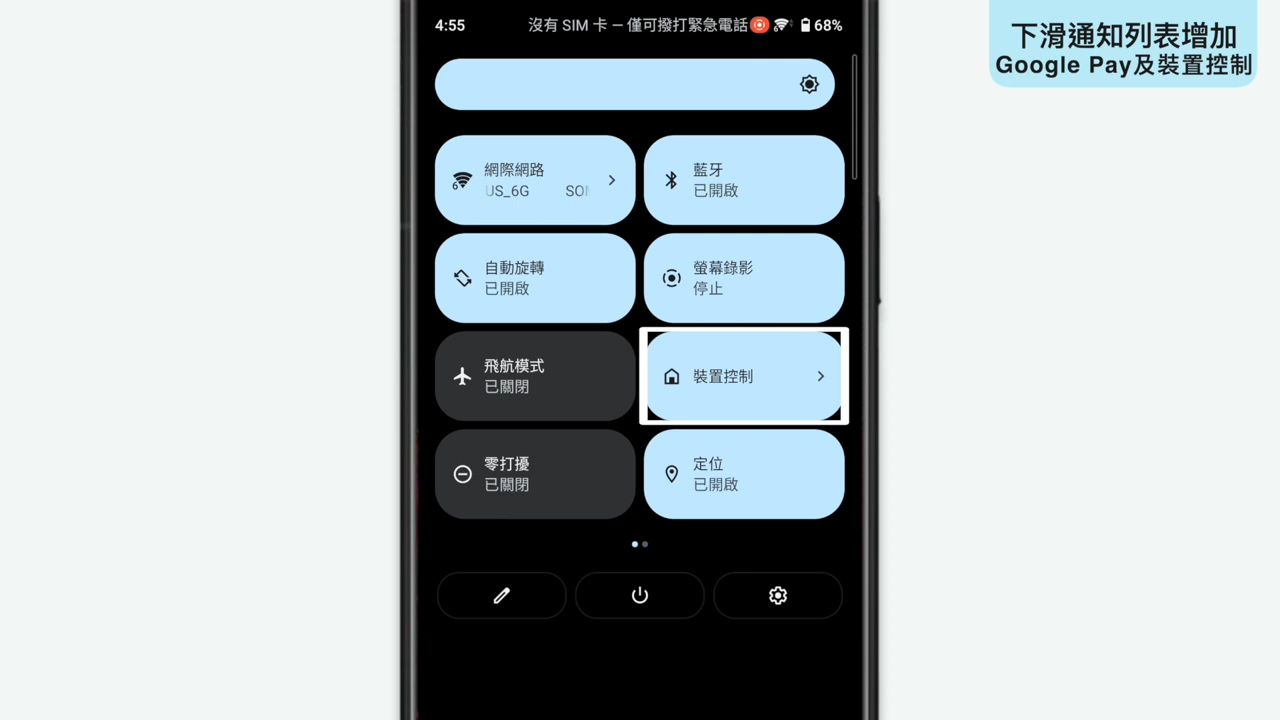 下滑通知列表增加
Google Pay及裝置控制
4:55 沒有 SIM 卡 — 僅可撥打緊急電話 6 68%
網際網路
US_6G SON
藍牙
已開啟
自動旋轉
已開啟
螢幕錄影
停止
飛航模式
已關閉
裝置控制
零打擾
已關閉
定位
已開啟